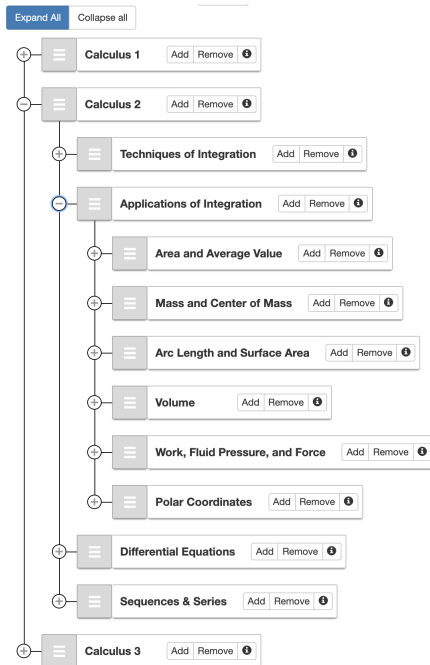 Expand All Collapse all
Calculus 1 Add Remove
Calculus 2 Add Remove
Techniques of Integration Add Remove
Applications of Integration Add Remove
Area and Average Value Add Remove
Mass and Center of Mass Add Remove
Arc Length and Surface Area Add Remove
Volume Add Remove
Work, Fluid Pressure, and Force Add Remove
Polar Coordinates Add Remove
Differential Equations Add Remove
Sequences & Series Add Remove
Calculus 3 Add Remove